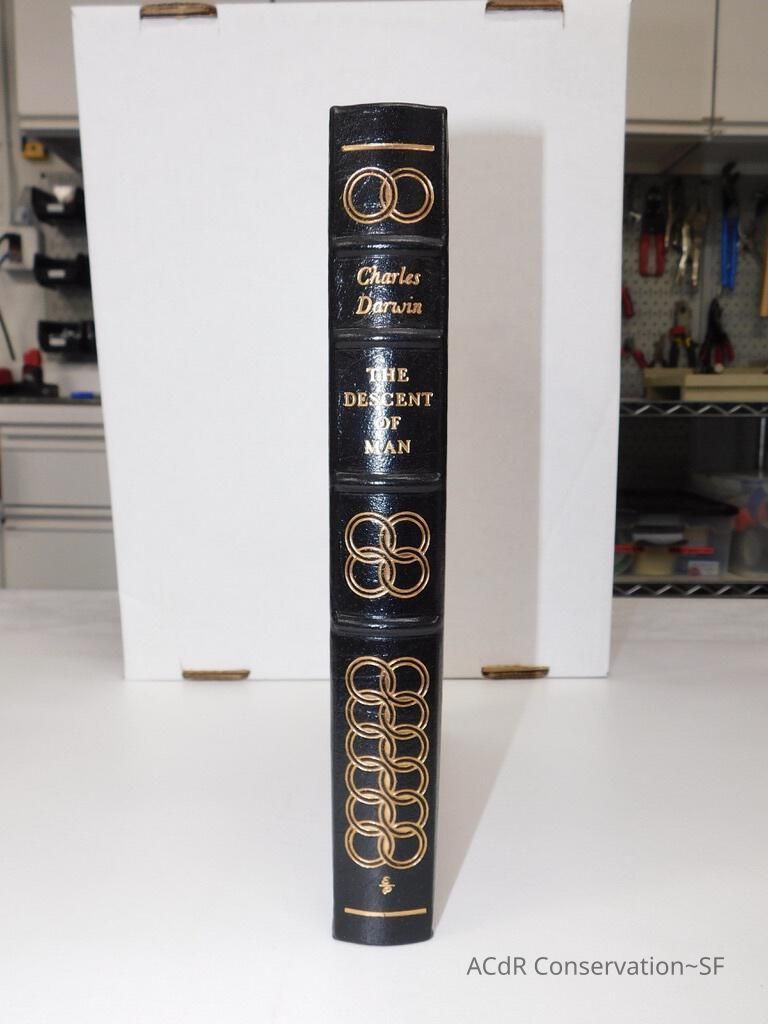 Charles
Darwin
THE
DESCENT
OF
MAN
ACdR Conservation~SF